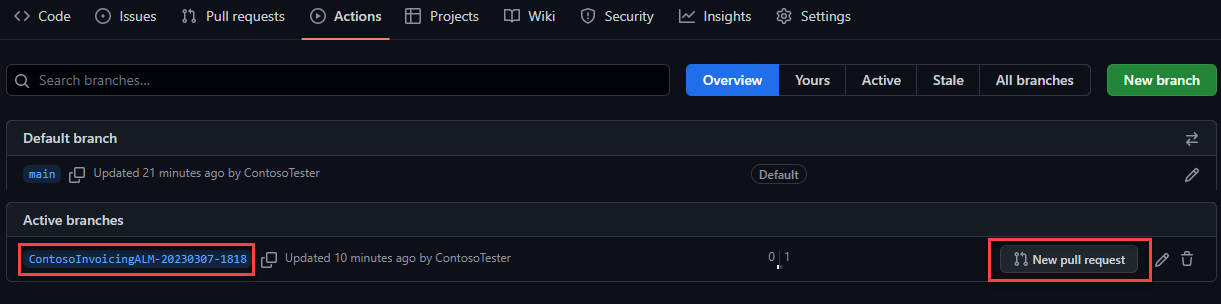 Code Issues Pull requests Actions Projects Wiki Security Insights Settings
Search branches... Overview Yours Active Stale All branches New branch
Default branch
main Updated 21 minutes ago by ContosoTester Default
Active branches
ContosoInvoicingALM-20230307-1818 Updated 10 minutes ago by ContosoTester 0 1 New pull request